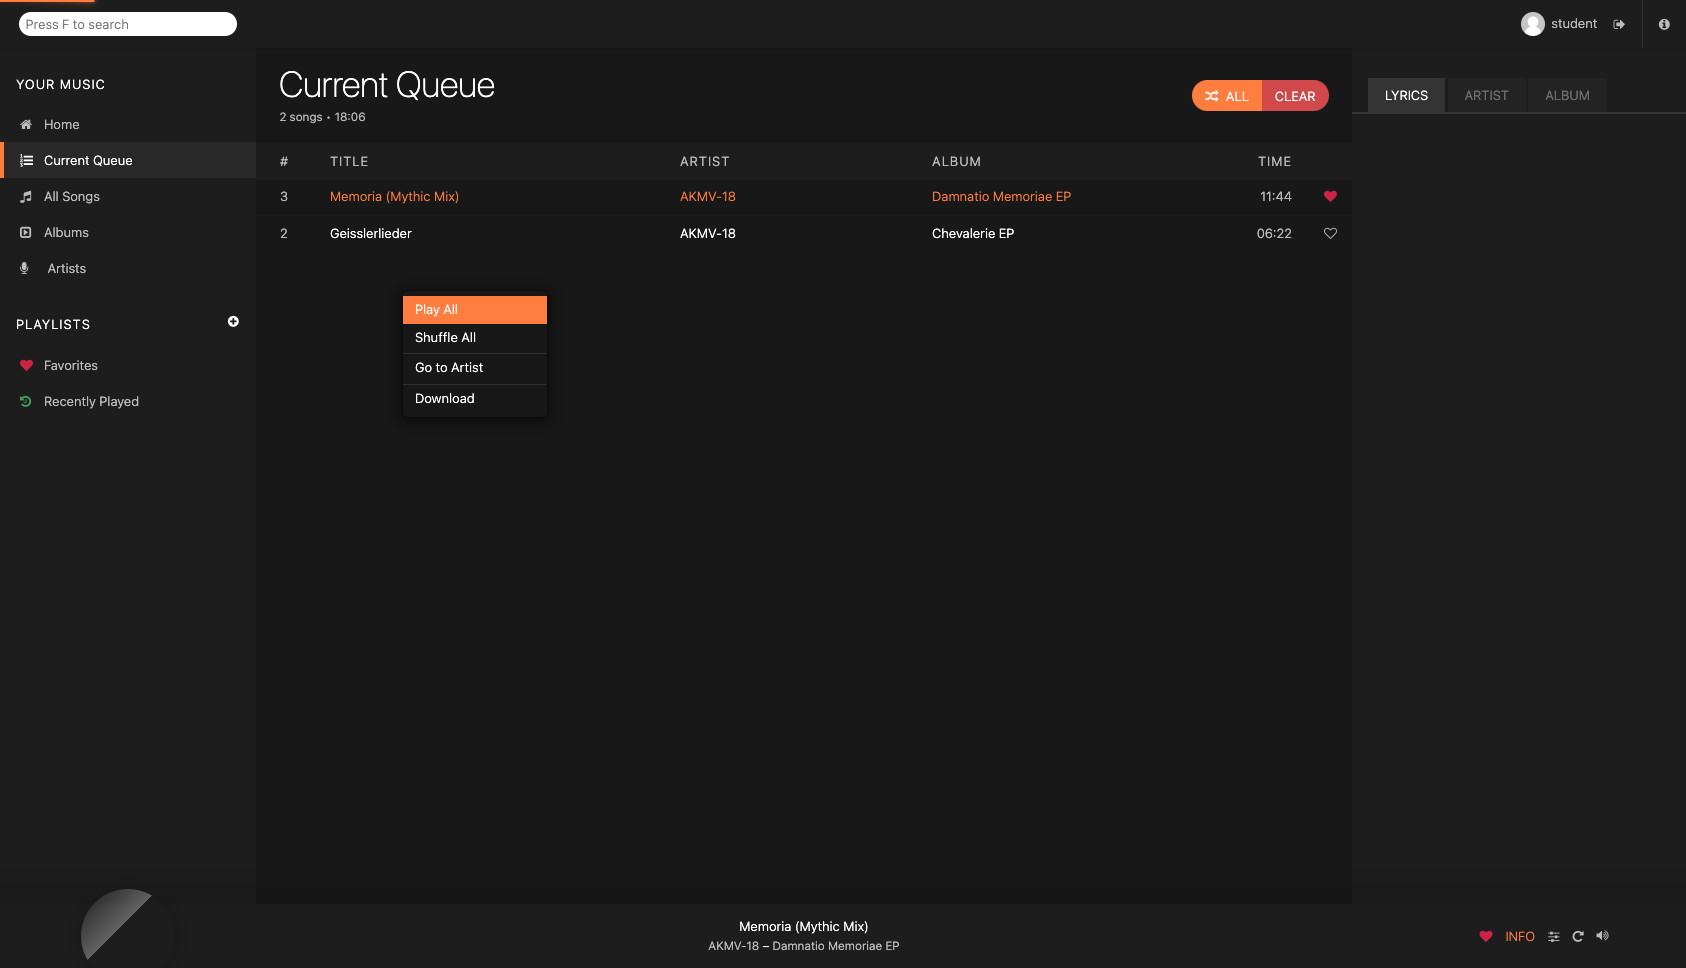 Press F to search
student
YOUR MUSIC
Home
Current Queue
All Songs
Albums
Artists
PLAYLISTS
Favorites
Recently Played
Current Queue
2 songs • 18:06
ALL CLEAR
# TITLE ARTIST ALBUM TIME
3 Memoria (Mythic Mix) AKMV-18 Damnatio Memoriae EP 11:44
2 Geisslerlieder AKMV-18 Chevalerie EP 06:22
Play All
Shuffle All
Go to Artist
Download
LYRICS ARTIST ALBUM
Memoria (Mythic Mix)
AKMV-18 – Damnatio Memoriae EP
INFO